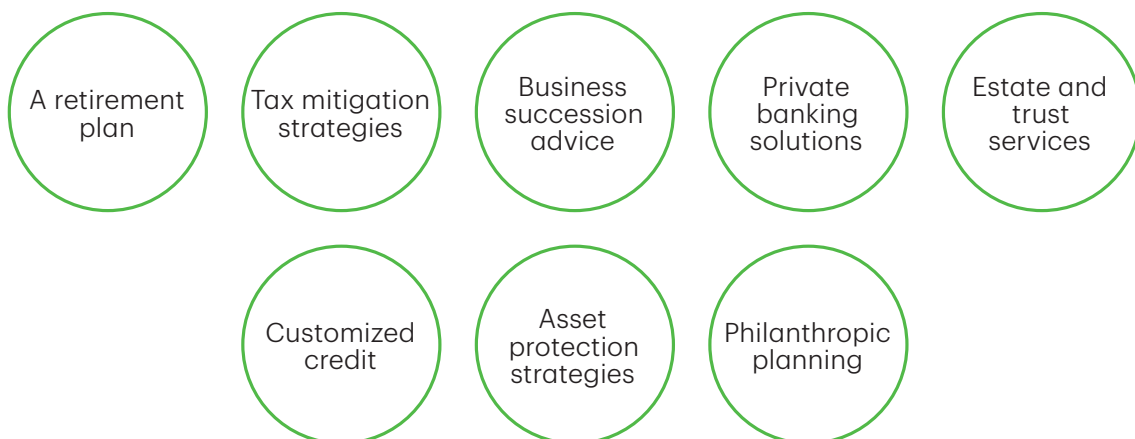 A retirement
plan
Tax mitigation
strategies
Business
succession
advice
Private
banking
solutions
Estate and
trust
services
Customized
credit
Asset
protection
strategies
Philanthropic
planning